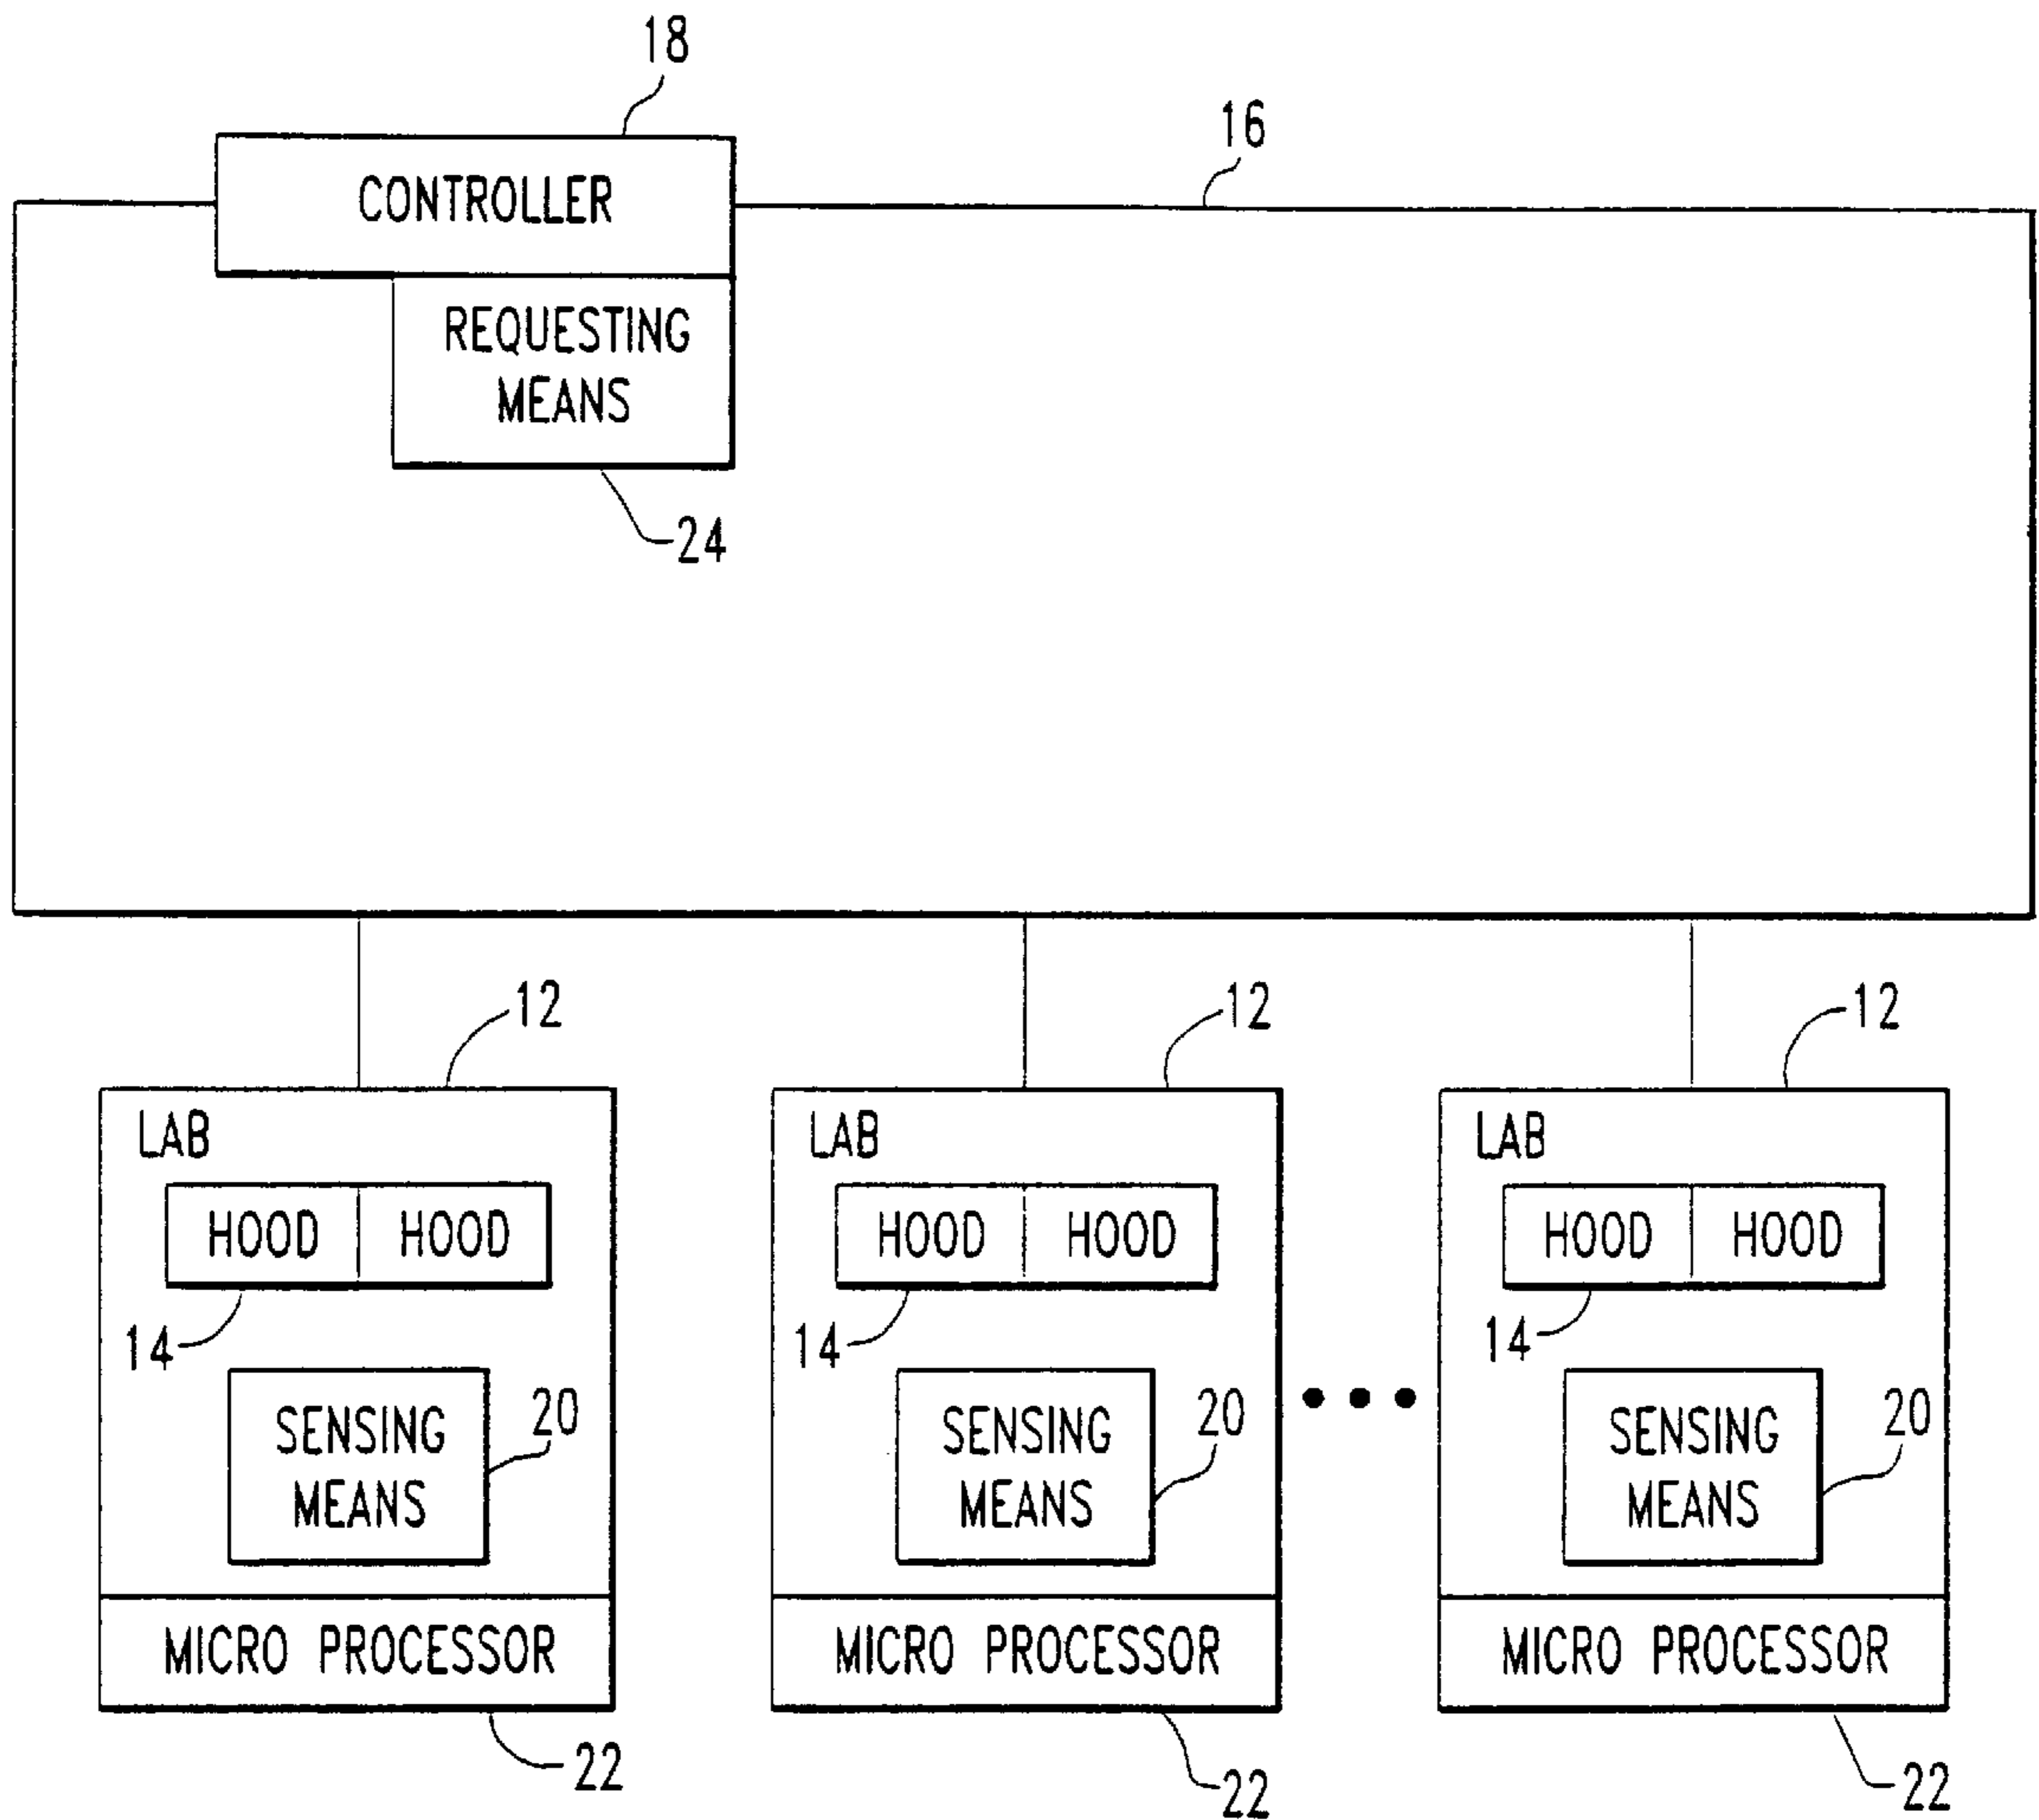 18
16
CONTROLLER
REQUESTING
MEANS
24
12 12 12
LAB LAB LAB
HOOD HOOD HOOD HOOD HOOD HOOD
14 14 14
20 20 20
SENSING SENSING SENSING
MEANS MEANS MEANS
MICRO PROCESSOR MICRO PROCESSOR MICRO PROCESSOR
22 22 22